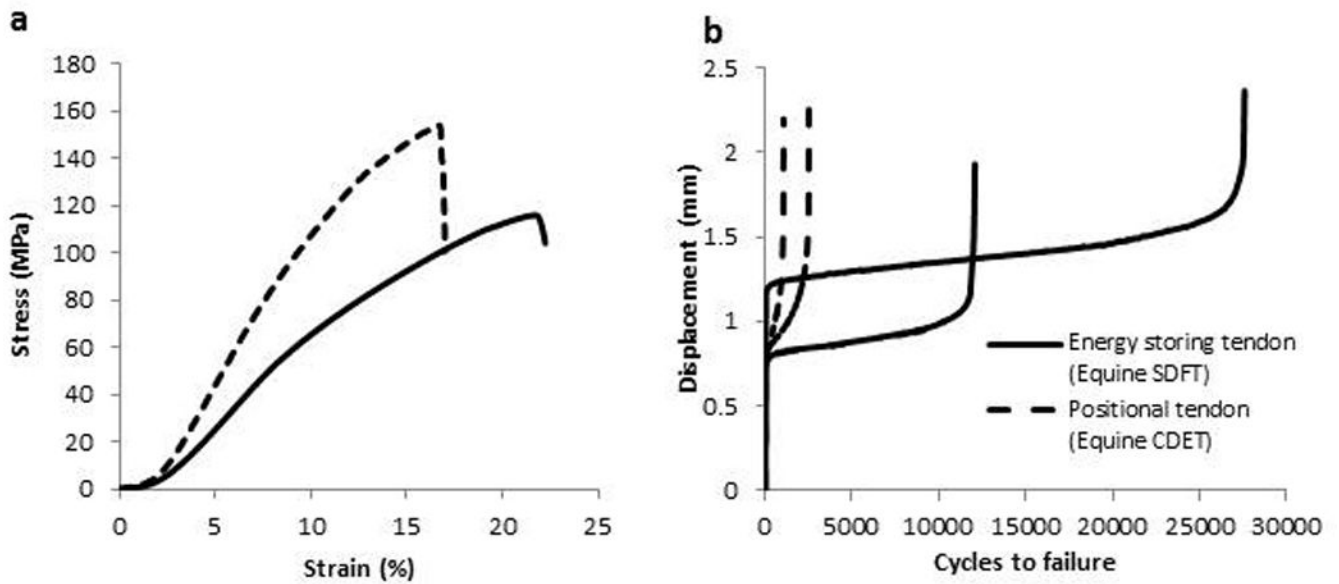 a
180
160
140
120
100
80
60
40
20
0
Stress (MPa)
0 5 10 15 20 25
Strain (%)
b
2.5
2
1.5
1
0.5
0
Displacement (mm)
0 5000 10000 15000 20000 25000 30000
Cycles to failure
Energy storing tendon
(Equine SDFT)
Positional tendon
(Equine CDET)